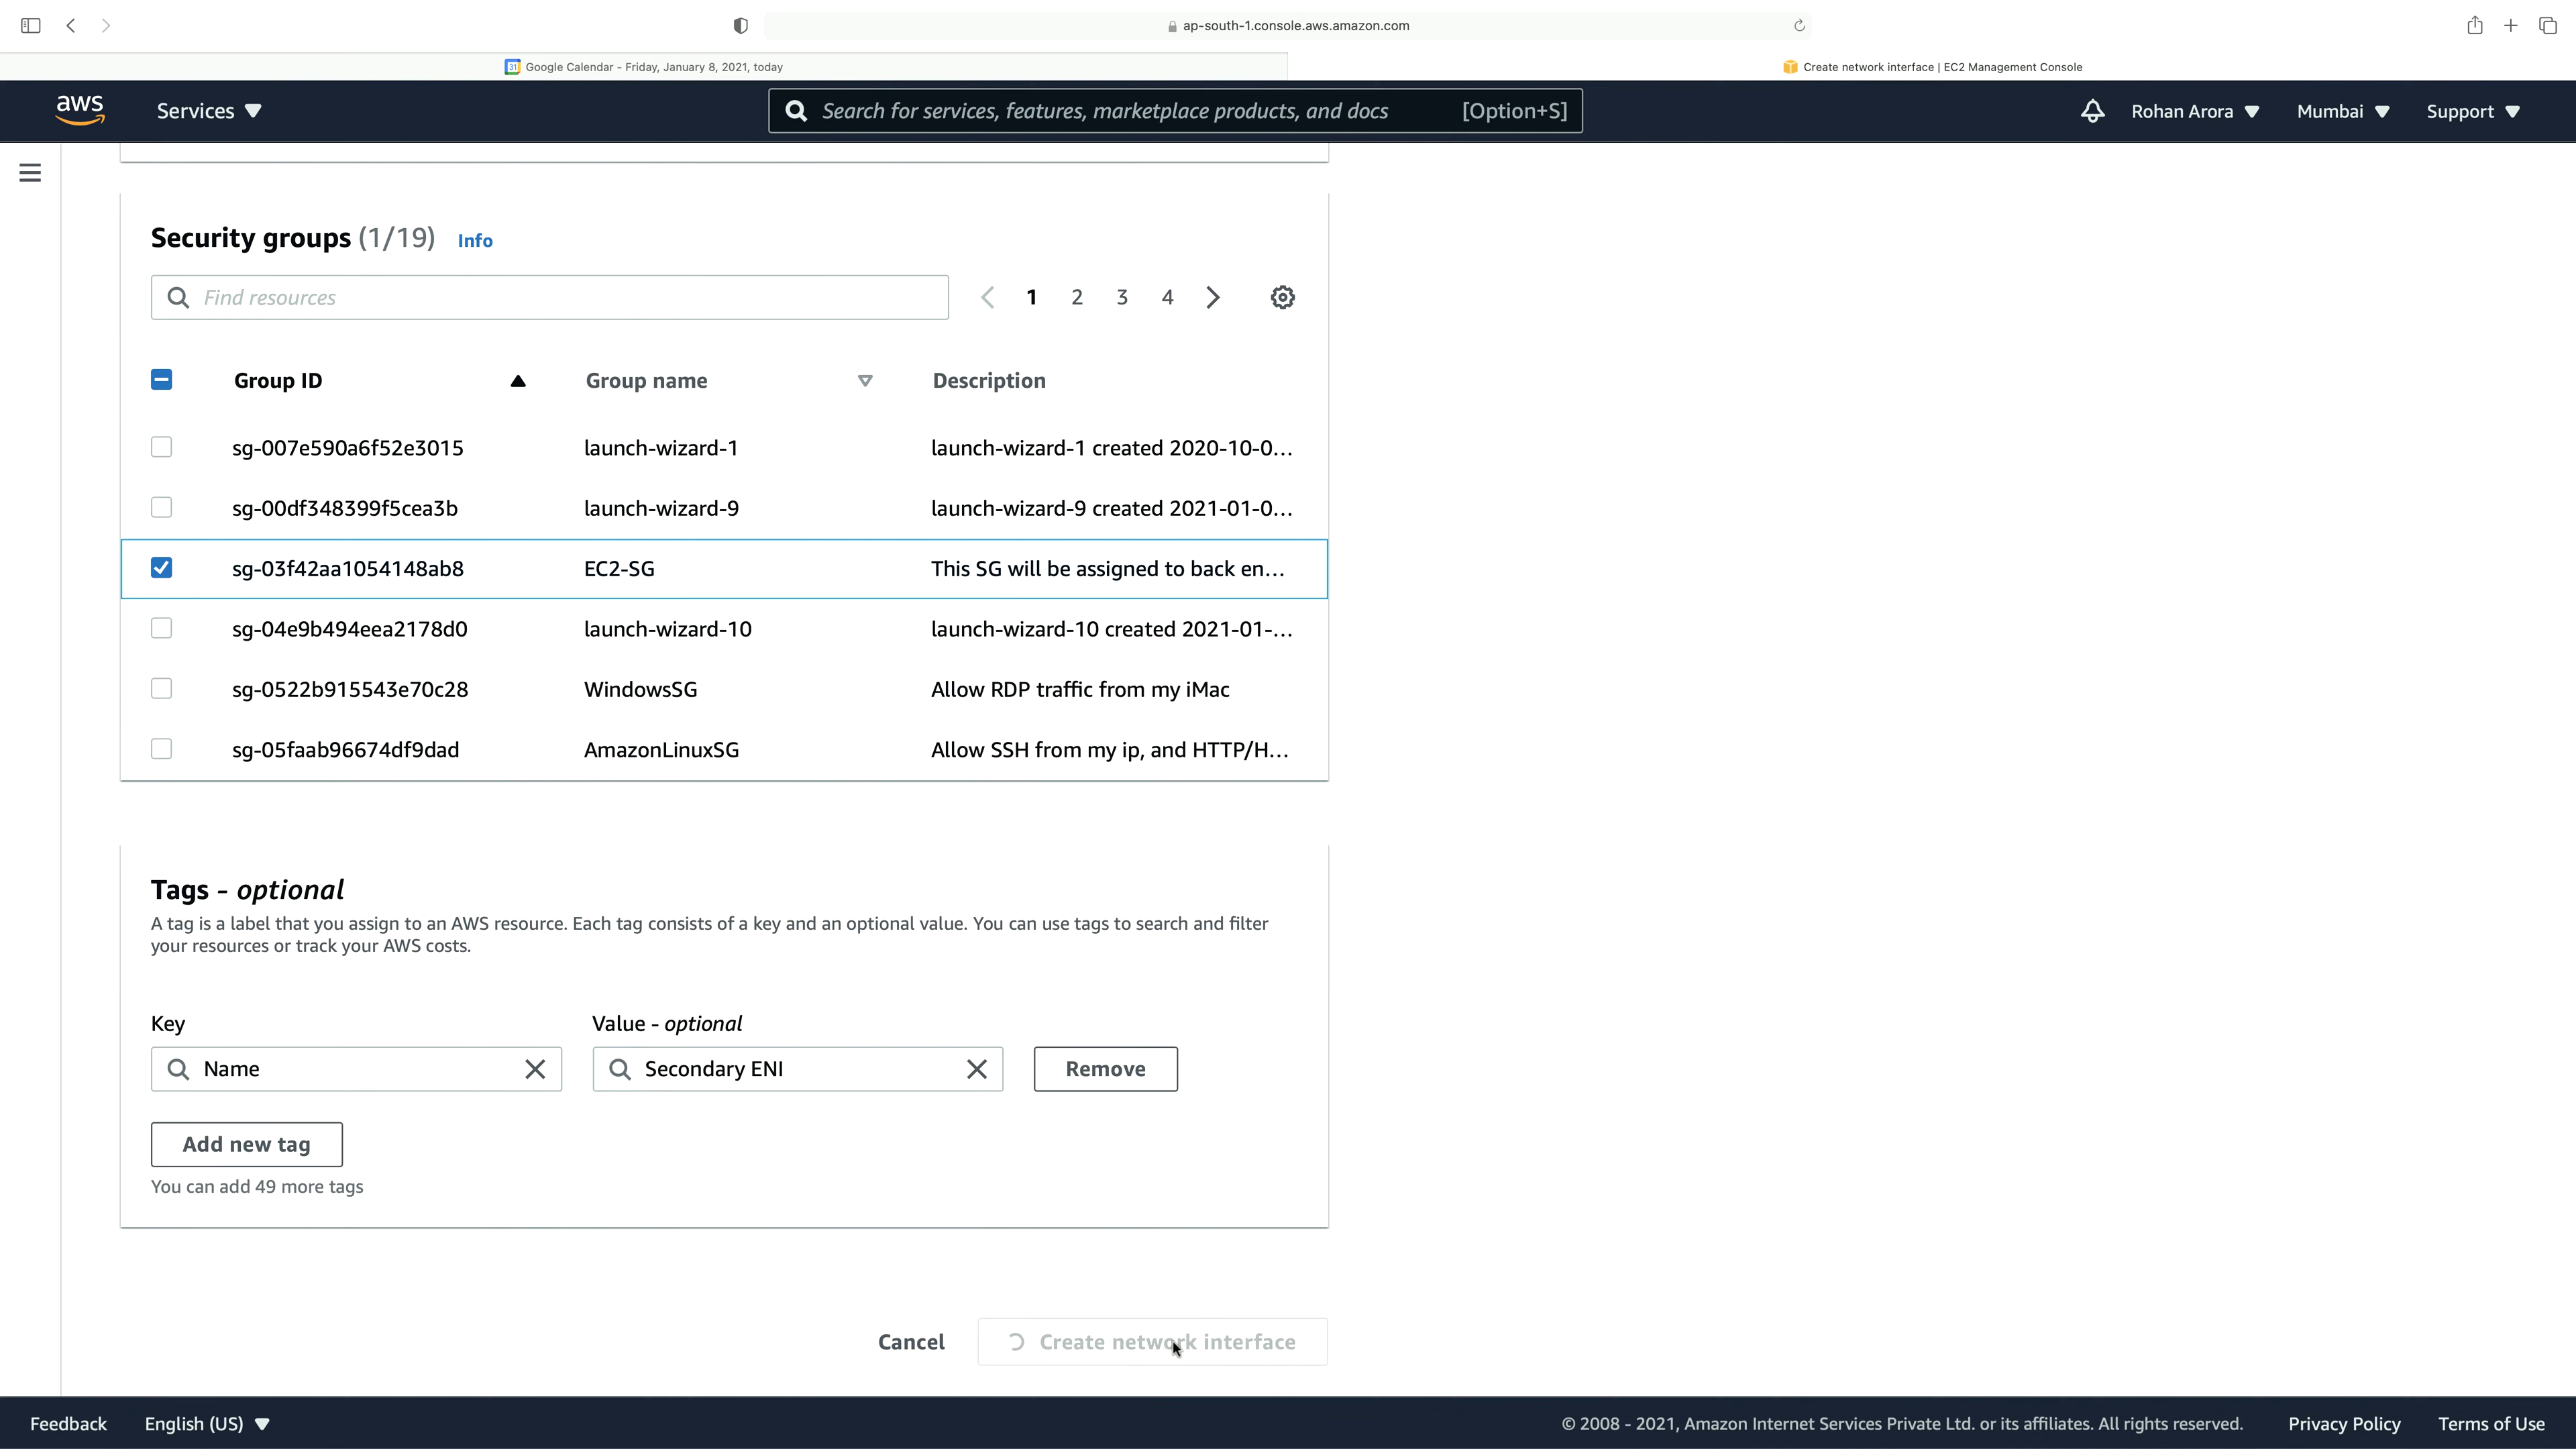 ap-south-1.console.aws.amazon.com
31 Google Calendar - Friday, January 8, 2021, today
Create network interface | EC2 Management Console
aws
Services
Search for services, features, marketplace products, and docs [Option+S]
Rohan Arora
Mumbai
Support
Security groups (1/19) Info
Find resources
1 2 3 4
Group ID Group name Description
sg-007e590a6f52e3015 launch-wizard-1 launch-wizard-1 created 2020-10-0...
sg-00df348399f5cea3b launch-wizard-9 launch-wizard-9 created 2021-01-0...
sg-03f42aa1054148ab8 EC2-SG This SG will be assigned to back en...
sg-04e9b494eea2178d0 launch-wizard-10 launch-wizard-10 created 2021-01-...
sg-0522b915543e70c28 WindowsSG Allow RDP traffic from my iMac
sg-05faab96674df9dad AmazonLinuxSG Allow SSH from my ip, and HTTP/H...
Tags - optional
A tag is a label that you assign to an AWS resource. Each tag consists of a key and an optional value. You can use tags to search and filter
your resources or track your AWS costs.
Key Value - optional
Name Secondary ENI Remove
Add new tag
You can add 49 more tags
Cancel Create network interface
Feedback English (US) © 2008 - 2021, Amazon Internet Services Private Ltd. or its affiliates. All rights reserved. Privacy Policy Terms of Use